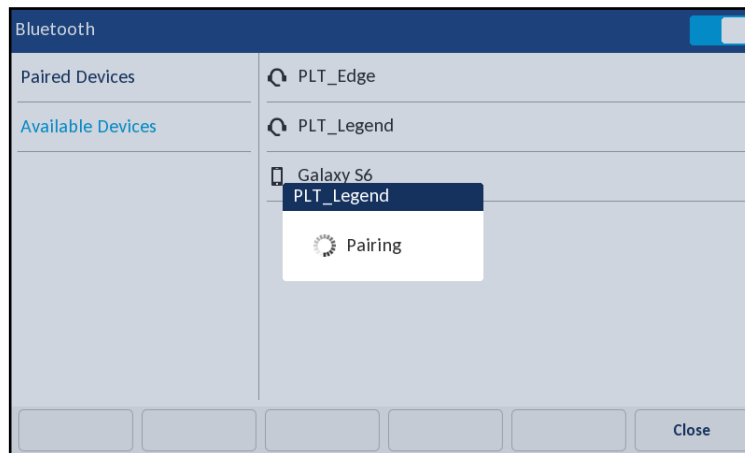 Bluetooth
Paired Devices
Available Devices
PLT_Edge
PLT_Legend
Galaxy S6
PLT_Legend
Pairing
Close